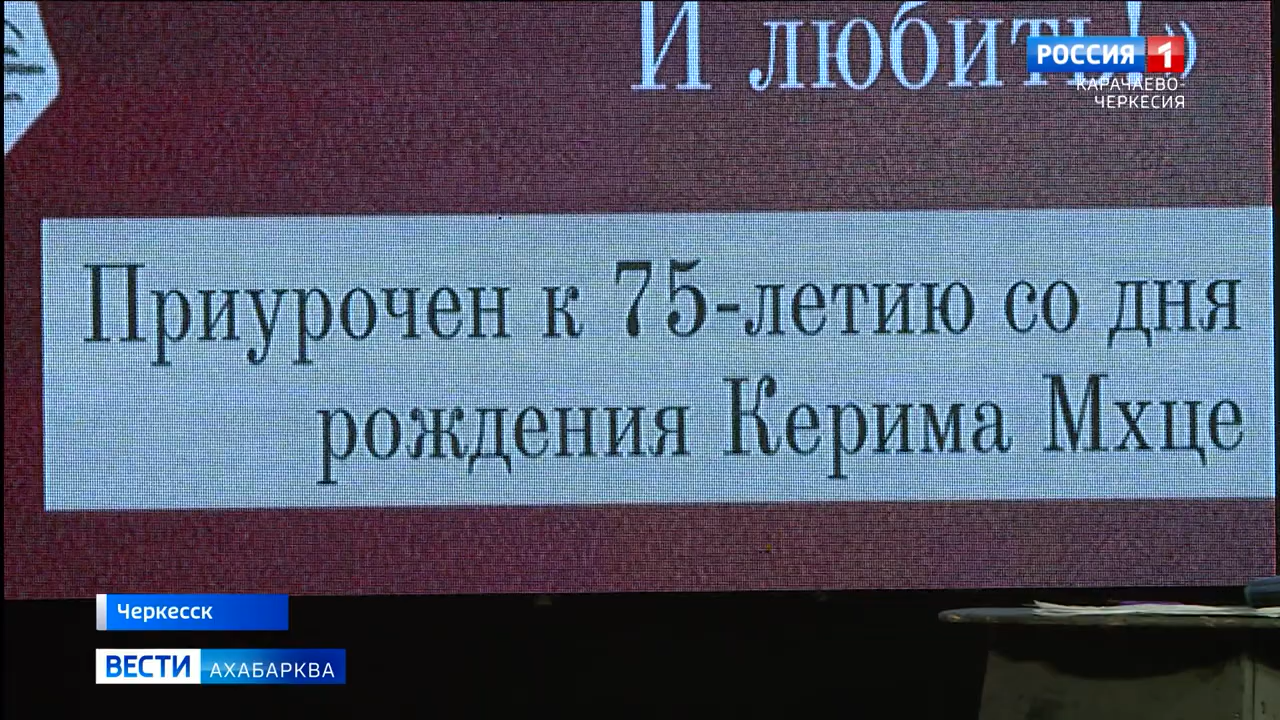 И любить!»
РОССИЯ 1
КАРАЧАЕВО-
ЧЕРКЕСИЯ
Приурочен к 75-летию со дня
рождения Керима Мхце
Черкесск
ВЕСТИ АХАБАРКВА